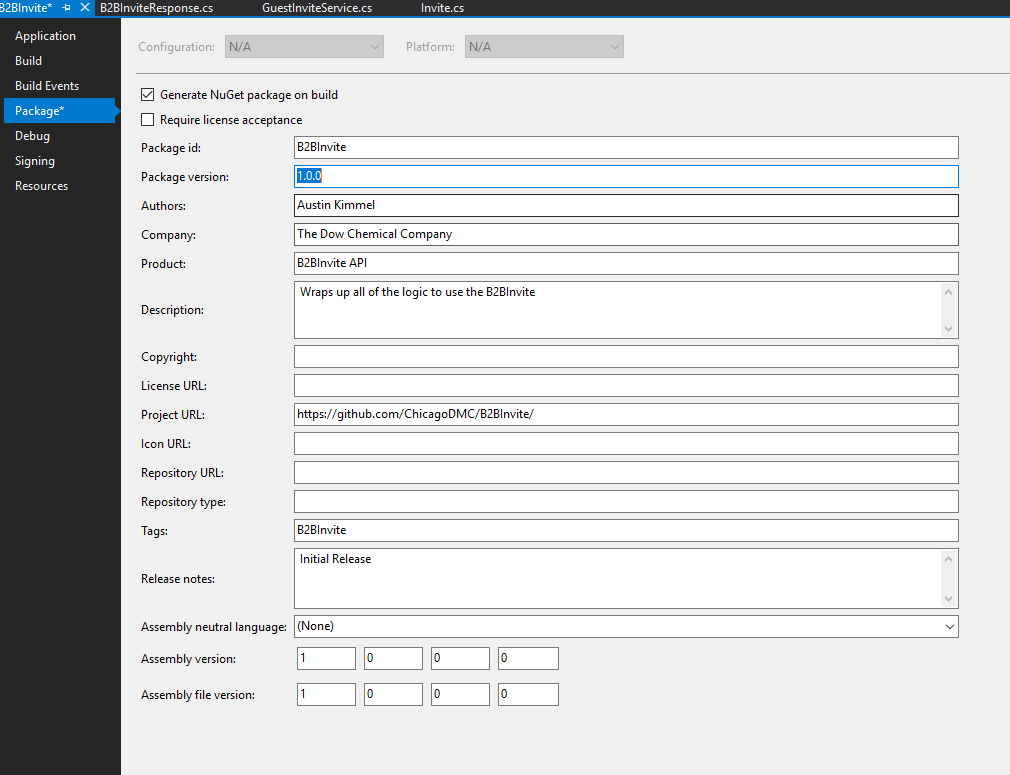 B2BInvite* B2BInviteResponse.cs GuestInviteService.cs Invite.cs
Application
Build
Build Events
Package*
Debug
Signing
Resources
Configuration: N/A Platform: N/A
Generate NuGet package on build
Require license acceptance
Package id: B2BInvite
Package version: 1.0.0
Authors: Austin Kimmel
Company: The Dow Chemical Company
Product: B2BInvite API
Description: Wraps up all of the logic to use the B2BInvite
Copyright:
License URL:
Project URL: https://github.com/ChicagoDMC/B2BInvite/
Icon URL:
Repository URL:
Repository type:
Tags: B2BInvite
Release notes: Initial Release
Assembly neutral language: (None)
Assembly version: 1 0 0 0
Assembly file version: 1 0 0 0